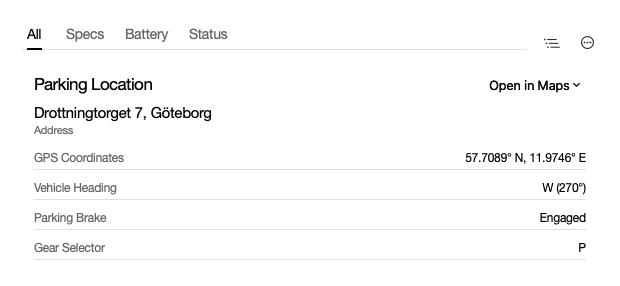 All Specs Battery Status
Parking Location Open in Maps
Drottningtorget 7, Göteborg
Address
GPS Coordinates 57.7089° N, 11.9746° E
Vehicle Heading W (270°)
Parking Brake Engaged
Gear Selector P